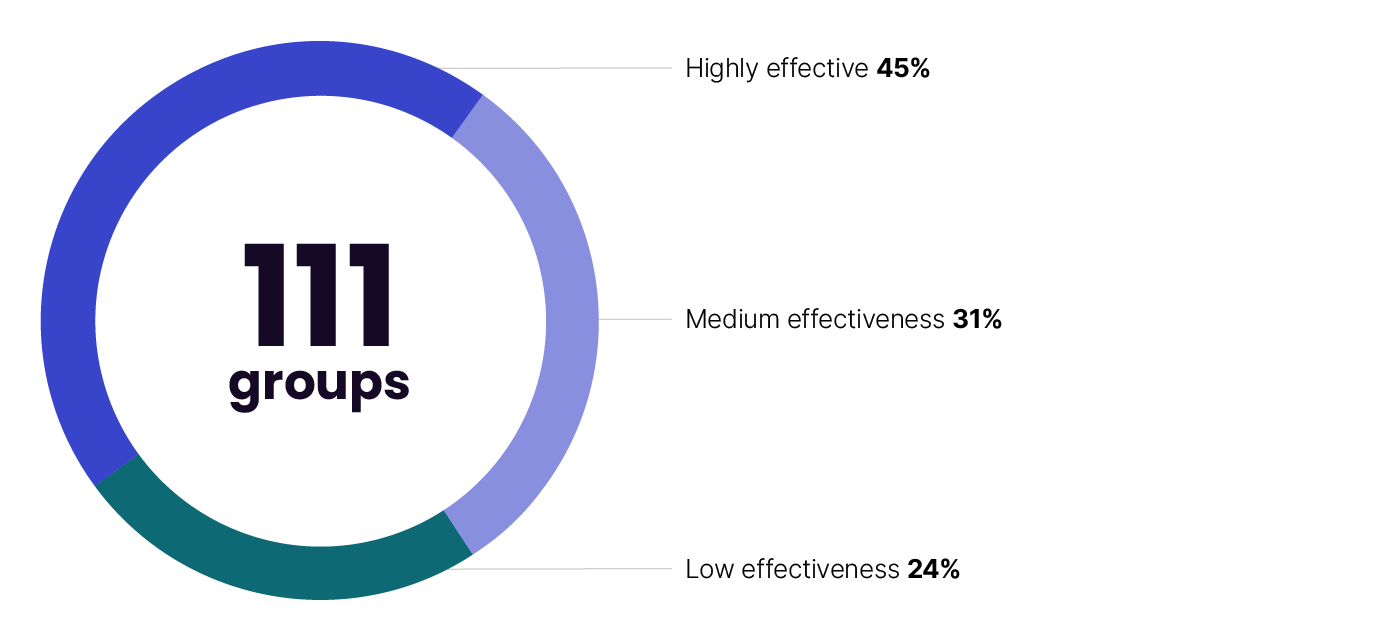 Highly effective 45%
111
groups
Medium effectiveness 31%
Low effectiveness 24%